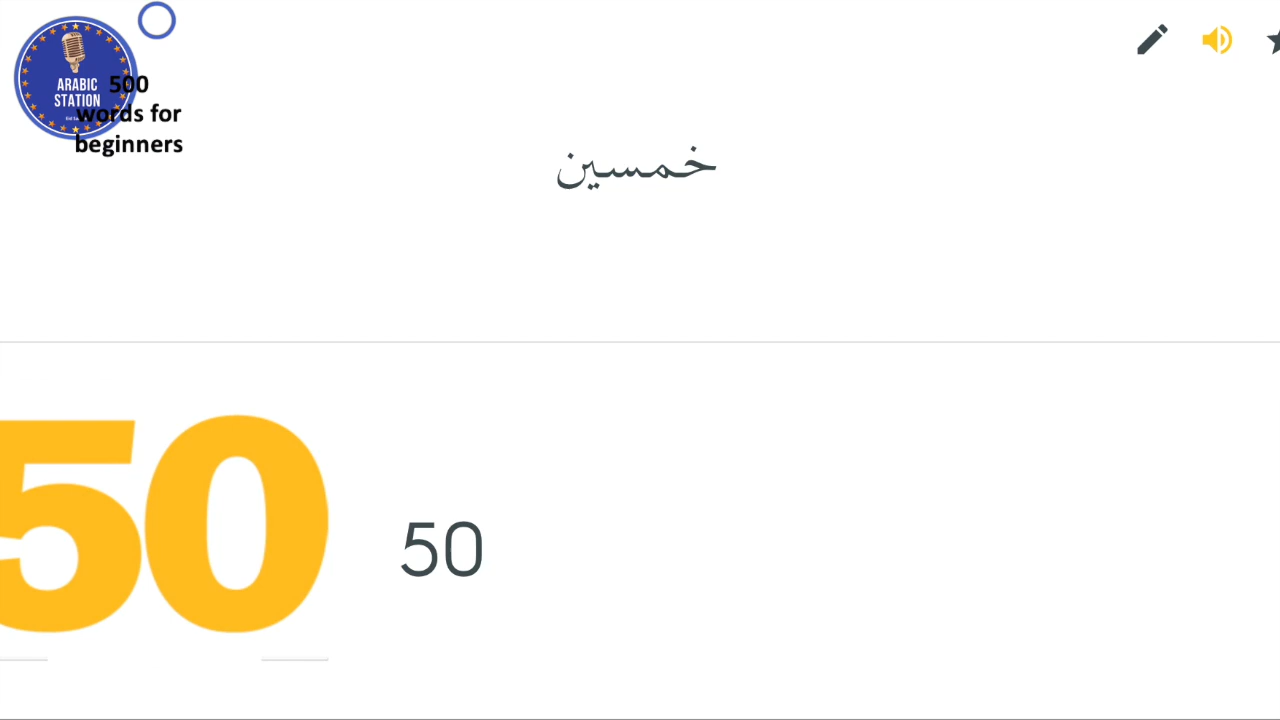 ARABIC
STATION
500
words for
beginners
خمسين
50
50